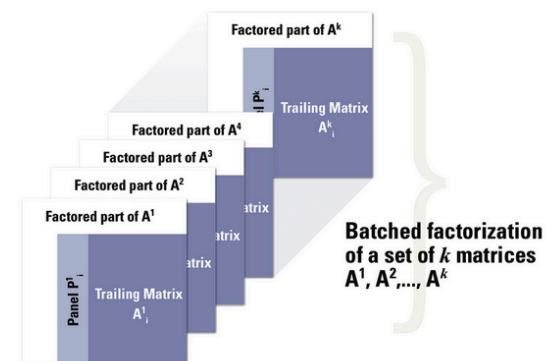 Factored part of Aᵏ
l Pᵏᵢ
Trailing Matrix
Aᵏᵢ
Factored part of A⁴
Factored part of A³
Factored part of A²
Factored part of A¹
atrix
atrix
atrix
Panel P¹ᵢ
Trailing Matrix
A¹ᵢ
Batched factorization
of a set of k matrices
A¹, A²,..., Aᵏ